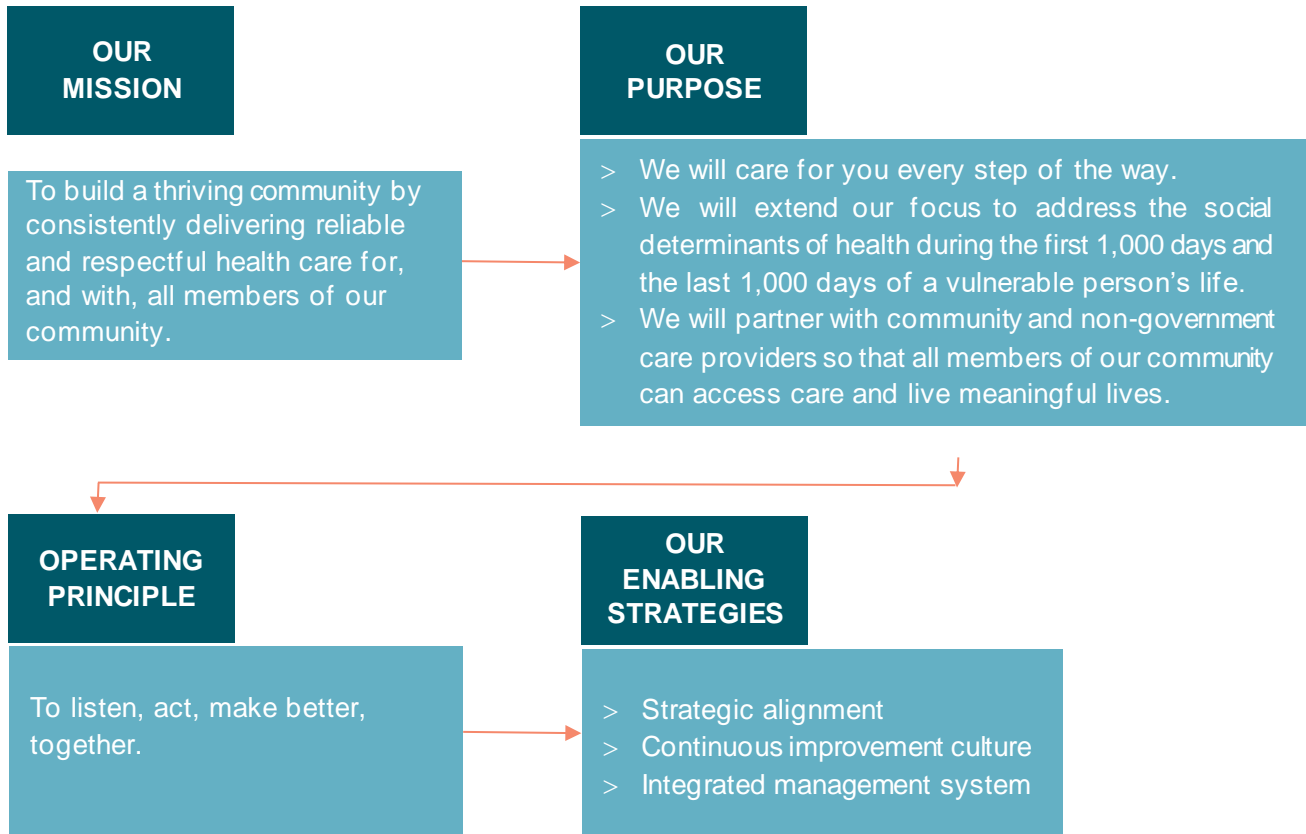 OUR
MISSION
To build a thriving community by
consistently delivering reliable
and respectful health care for,
and with, all members of our
community.
OUR
PURPOSE
> We will care for you every step of the way.
> We will extend our focus to address the social
determinants of health during the first 1,000 days and
the last 1,000 days of a vulnerable person’s life.
> We will partner with community and non-government
care providers so that all members of our community
can access care and live meaningful lives.
OPERATING
PRINCIPLE
To listen, act, make better,
together.
OUR
ENABLING
STRATEGIES
> Strategic alignment
> Continuous improvement culture
> Integrated management system